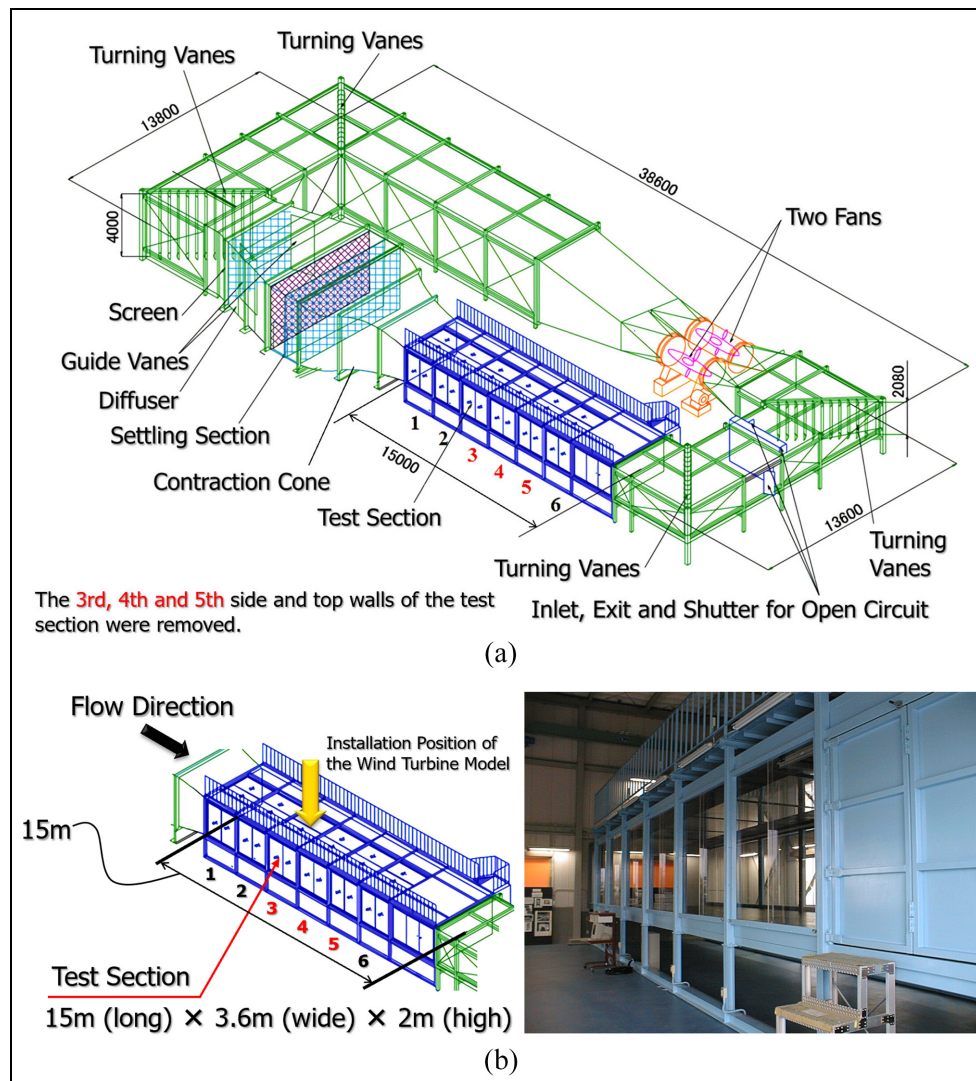 Turning Vanes
Turning Vanes
13800
38600
4000
Two Fans
Screen
Guide Vanes
Diffuser
Settling Section
Contraction Cone
Test Section
1
2
3
4
5
6
15000
2080
13600
Turning Vanes
Turning
Vanes
Inlet, Exit and Shutter for Open Circuit
The 3rd, 4th and 5th side and top walls of the test
section were removed.
(a)
Flow Direction
Installation Position of
the Wind Turbine Model
15m
1
2
3
4
5
6
Test Section
15m (long) × 3.6m (wide) × 2m (high)
(b)